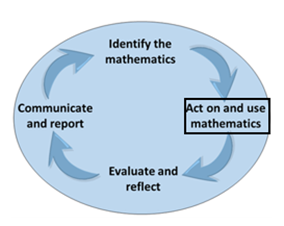 Identify the
mathematics
Act on and use
mathematics
Evaluate and
reflect
Communicate
and report